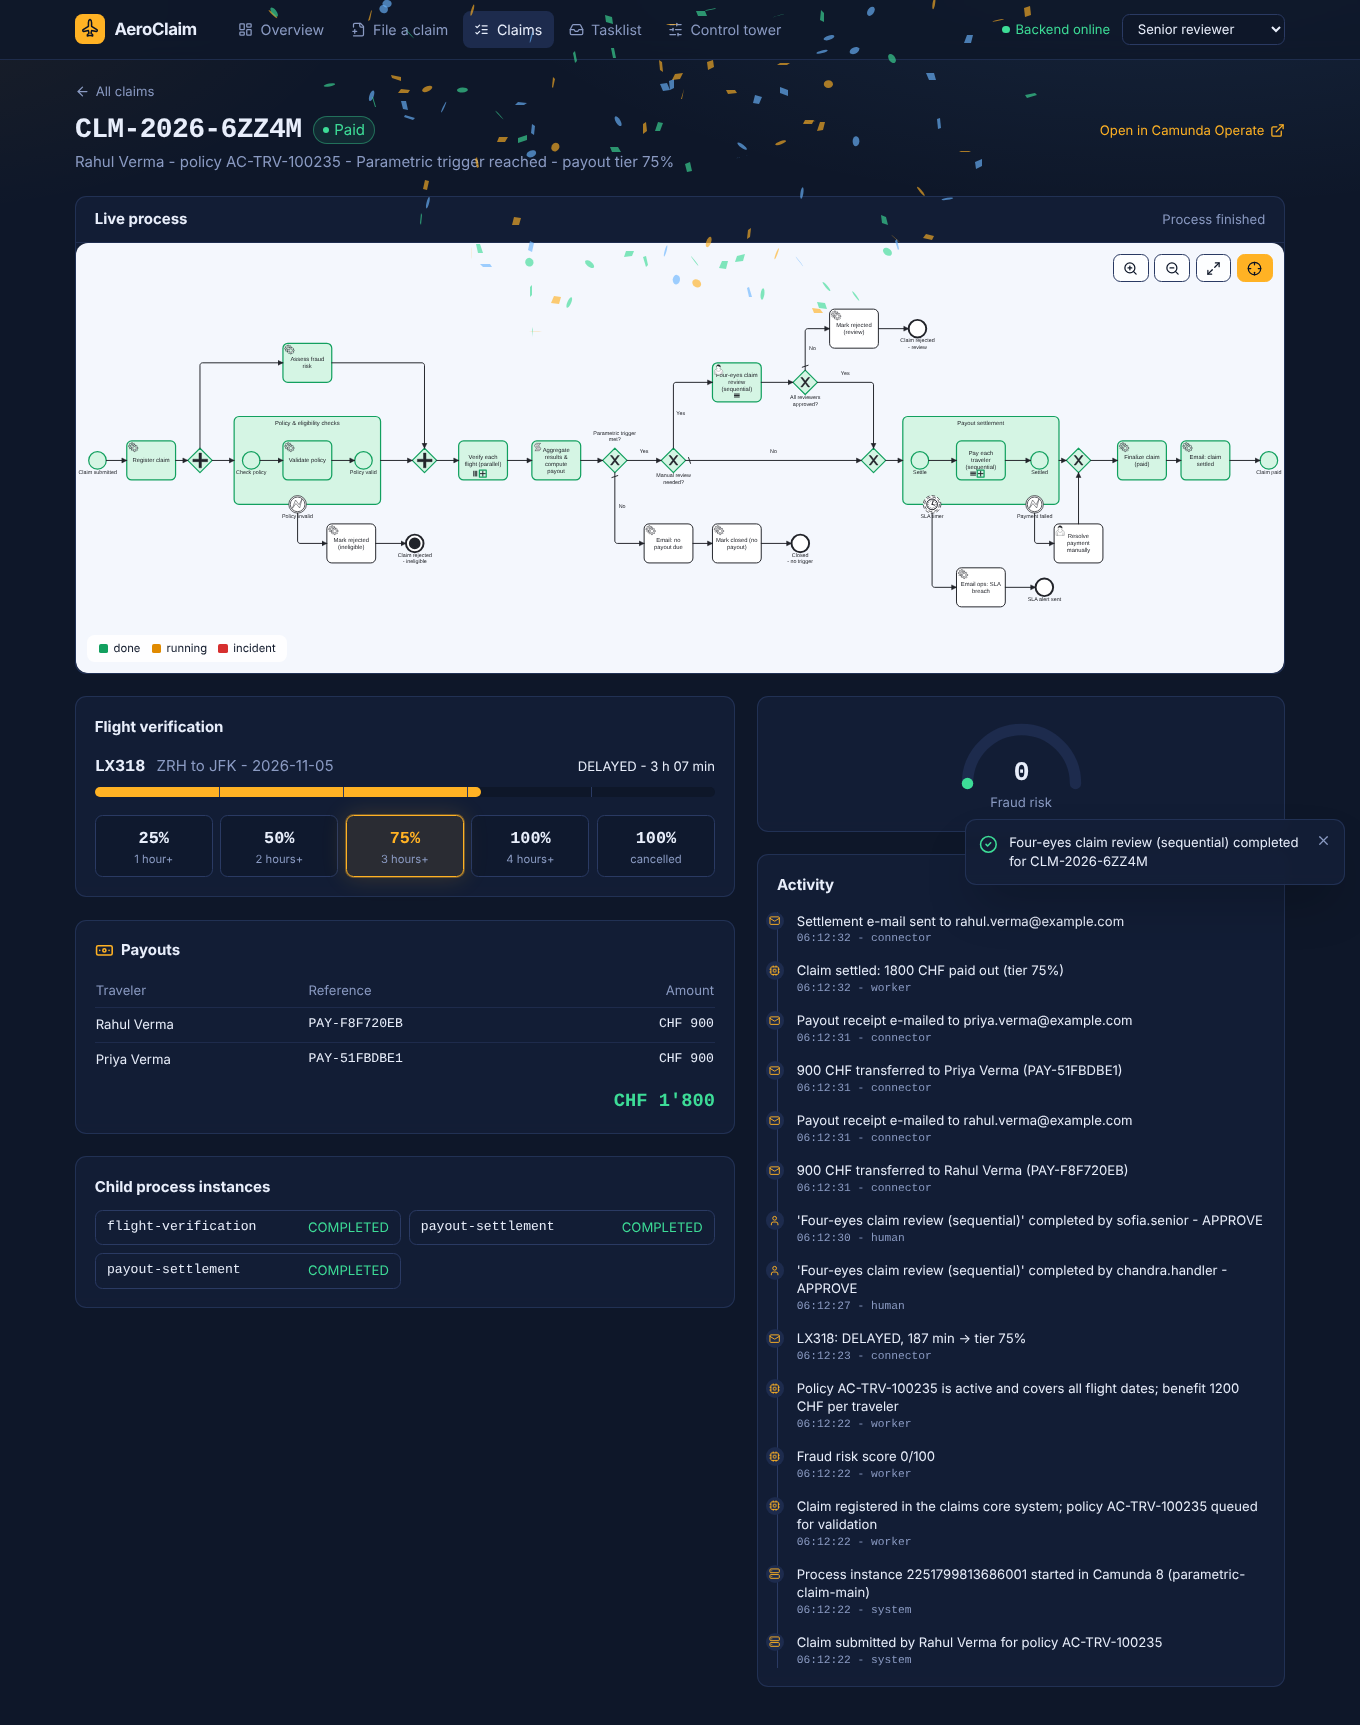 AeroClaim
Overview
File a claim
Claims
Tasklist
Control tower
Backend online
Senior reviewer
All claims
CLM-2026-6ZZ4M
Paid
Open in Camunda Operate
Rahul Verma - policy AC-TRV-100235 - Parametric trigger reached - payout tier 75%
Live process
Process finished
Mark rejected
(review)
Claim rejected
- review
No
Assess fraud
risk
Four-eyes claim
review
(sequential)
Yes
All reviewers
approved?
Yes
Policy & eligibility checks
Payout settlement
Parametric trigger
met?
Claim submitted
Register claim
Check policy
Validate policy
Policy valid
Verify each
flight (parallel)
Aggregate
results &
compute
payout
Yes
Manual review
needed?
No
Settle
Pay each
traveler
(sequential)
Settled
Finalize claim
(paid)
Email: claim
settled
Claim paid
Policy invalid
No
SLA timer
Payment failed
Mark rejected
(ineligible)
Claim rejected
- ineligible
Email: no
payout due
Mark closed (no
payout)
Closed
- no trigger
Resolve
payment
manually
Email ops: SLA
breach
SLA alert sent
done
running
incident
Flight verification
LX318 ZRH to JFK - 2026-11-05
DELAYED - 3 h 07 min
25%
1 hour+
50%
2 hours+
75%
3 hours+
100%
4 hours+
100%
cancelled
Payouts
Traveler Reference Amount
Rahul Verma PAY-F8F720EB CHF 900
Priya Verma PAY-51FBDBE1 CHF 900
CHF 1'800
Child process instances
flight-verification COMPLETED
payout-settlement COMPLETED
payout-settlement COMPLETED
0
Fraud risk
Four-eyes claim review (sequential) completed
for CLM-2026-6ZZ4M
Activity
Settlement e-mail sent to rahul.verma@example.com
06:12:32 - connector
Claim settled: 1800 CHF paid out (tier 75%)
06:12:32 - worker
Payout receipt e-mailed to priya.verma@example.com
06:12:31 - connector
900 CHF transferred to Priya Verma (PAY-51FBDBE1)
06:12:31 - connector
Payout receipt e-mailed to rahul.verma@example.com
06:12:31 - connector
900 CHF transferred to Rahul Verma (PAY-F8F720EB)
06:12:31 - connector
'Four-eyes claim review (sequential)' completed by sofia.senior - APPROVE
06:12:30 - human
'Four-eyes claim review (sequential)' completed by chandra.handler -
APPROVE
06:12:27 - human
LX318: DELAYED, 187 min → tier 75%
06:12:23 - connector
Policy AC-TRV-100235 is active and covers all flight dates; benefit 1200
CHF per traveler
06:12:22 - worker
Fraud risk score 0/100
06:12:22 - worker
Claim registered in the claims core system; policy AC-TRV-100235 queued
for validation
06:12:22 - worker
Process instance 2251799813686001 started in Camunda 8 (parametric-
claim-main)
06:12:22 - system
Claim submitted by Rahul Verma for policy AC-TRV-100235
06:12:22 - system